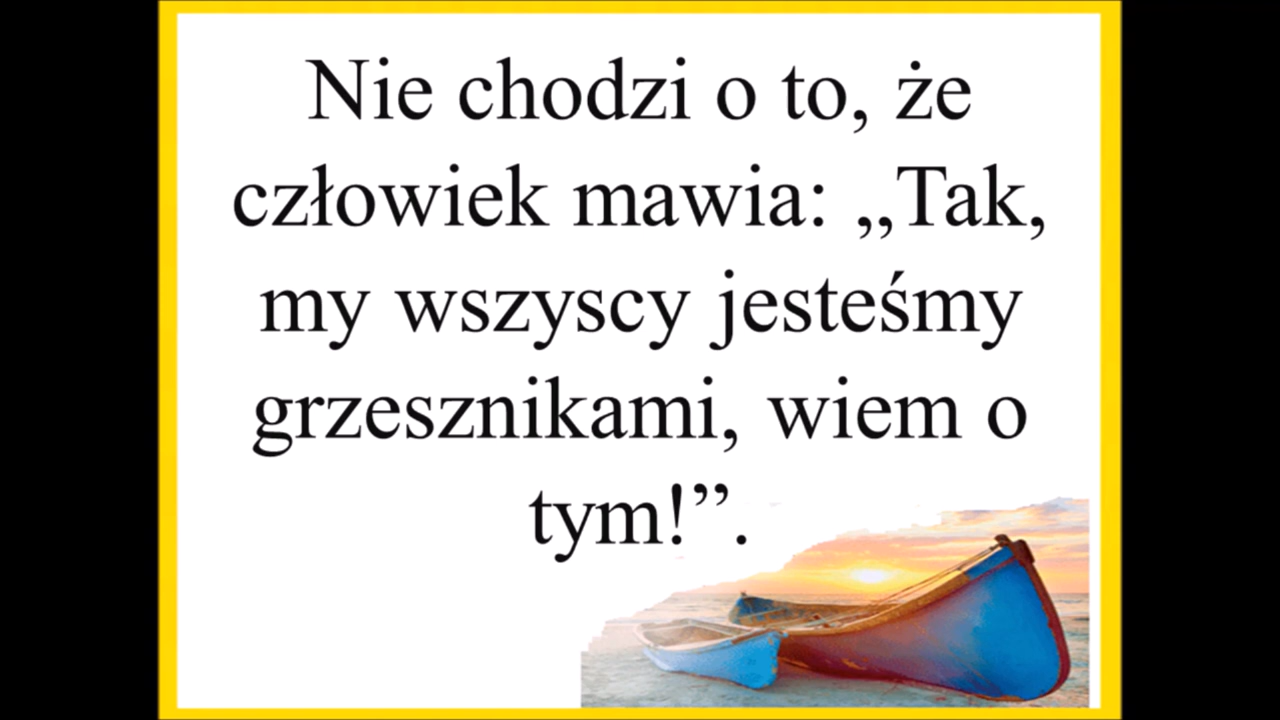 Nie chodzi o to, że
człowiek mawia: „Tak,
my wszyscy jesteśmy
grzesznikami, wiem o
tym!”.